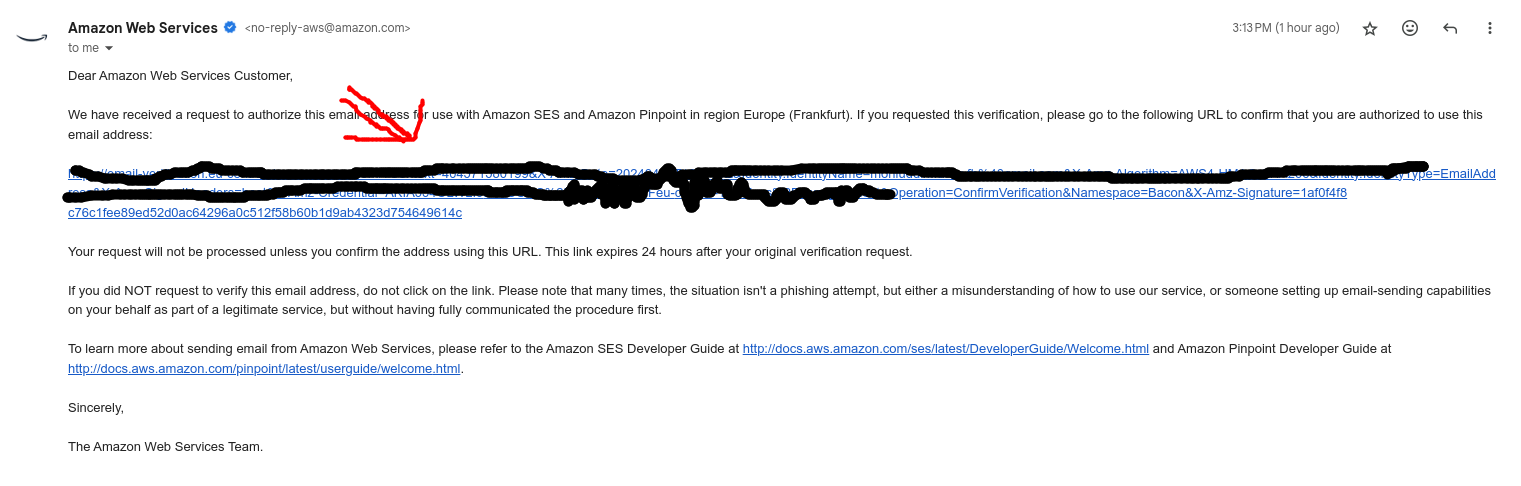 Amazon Web Services <no-reply-aws@amazon.com> 3:13 PM (1 hour ago)
to me
Dear Amazon Web Services Customer,
We have received a request to authorize this email address for use with Amazon SES and Amazon Pinpoint in region Europe (Frankfurt). If you requested this verification, please go to the following URL to confirm that you are authorized to use this
email address:
Type=EmailAdd
Operation=ConfirmVerification&Namespace=Bacon&X-Amz-Signature=1af0f4f8
c76c1fee89ed52d0ac64296a0c512f58b60b1d9ab4323d754649614c
Your request will not be processed unless you confirm the address using this URL. This link expires 24 hours after your original verification request.
If you did NOT request to verify this email address, do not click on the link. Please note that many times, the situation isn't a phishing attempt, but either a misunderstanding of how to use our service, or someone setting up email-sending capabilities
on your behalf as part of a legitimate service, but without having fully communicated the procedure first.
To learn more about sending email from Amazon Web Services, please refer to the Amazon SES Developer Guide at http://docs.aws.amazon.com/ses/latest/DeveloperGuide/Welcome.html and Amazon Pinpoint Developer Guide at
http://docs.aws.amazon.com/pinpoint/latest/userguide/welcome.html.
Sincerely,
The Amazon Web Services Team.